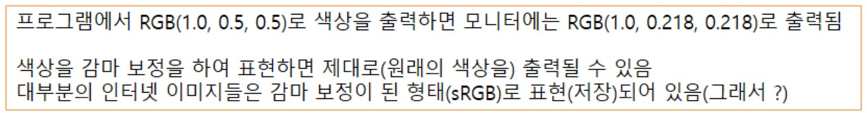 프로그램에서 RGB(1.0, 0.5, 0.5)로 색상을 출력하면 모니터에는 RGB(1.0, 0.218, 0.218)로 출력됨
색상을 감마 보정을 하여 표현하면 제대로(원래의 색상을) 출력될 수 있음
대부분의 인터넷 이미지들은 감마 보정이 된 형태(sRGB)로 표현(저장)되어 있음(그래서 ?)